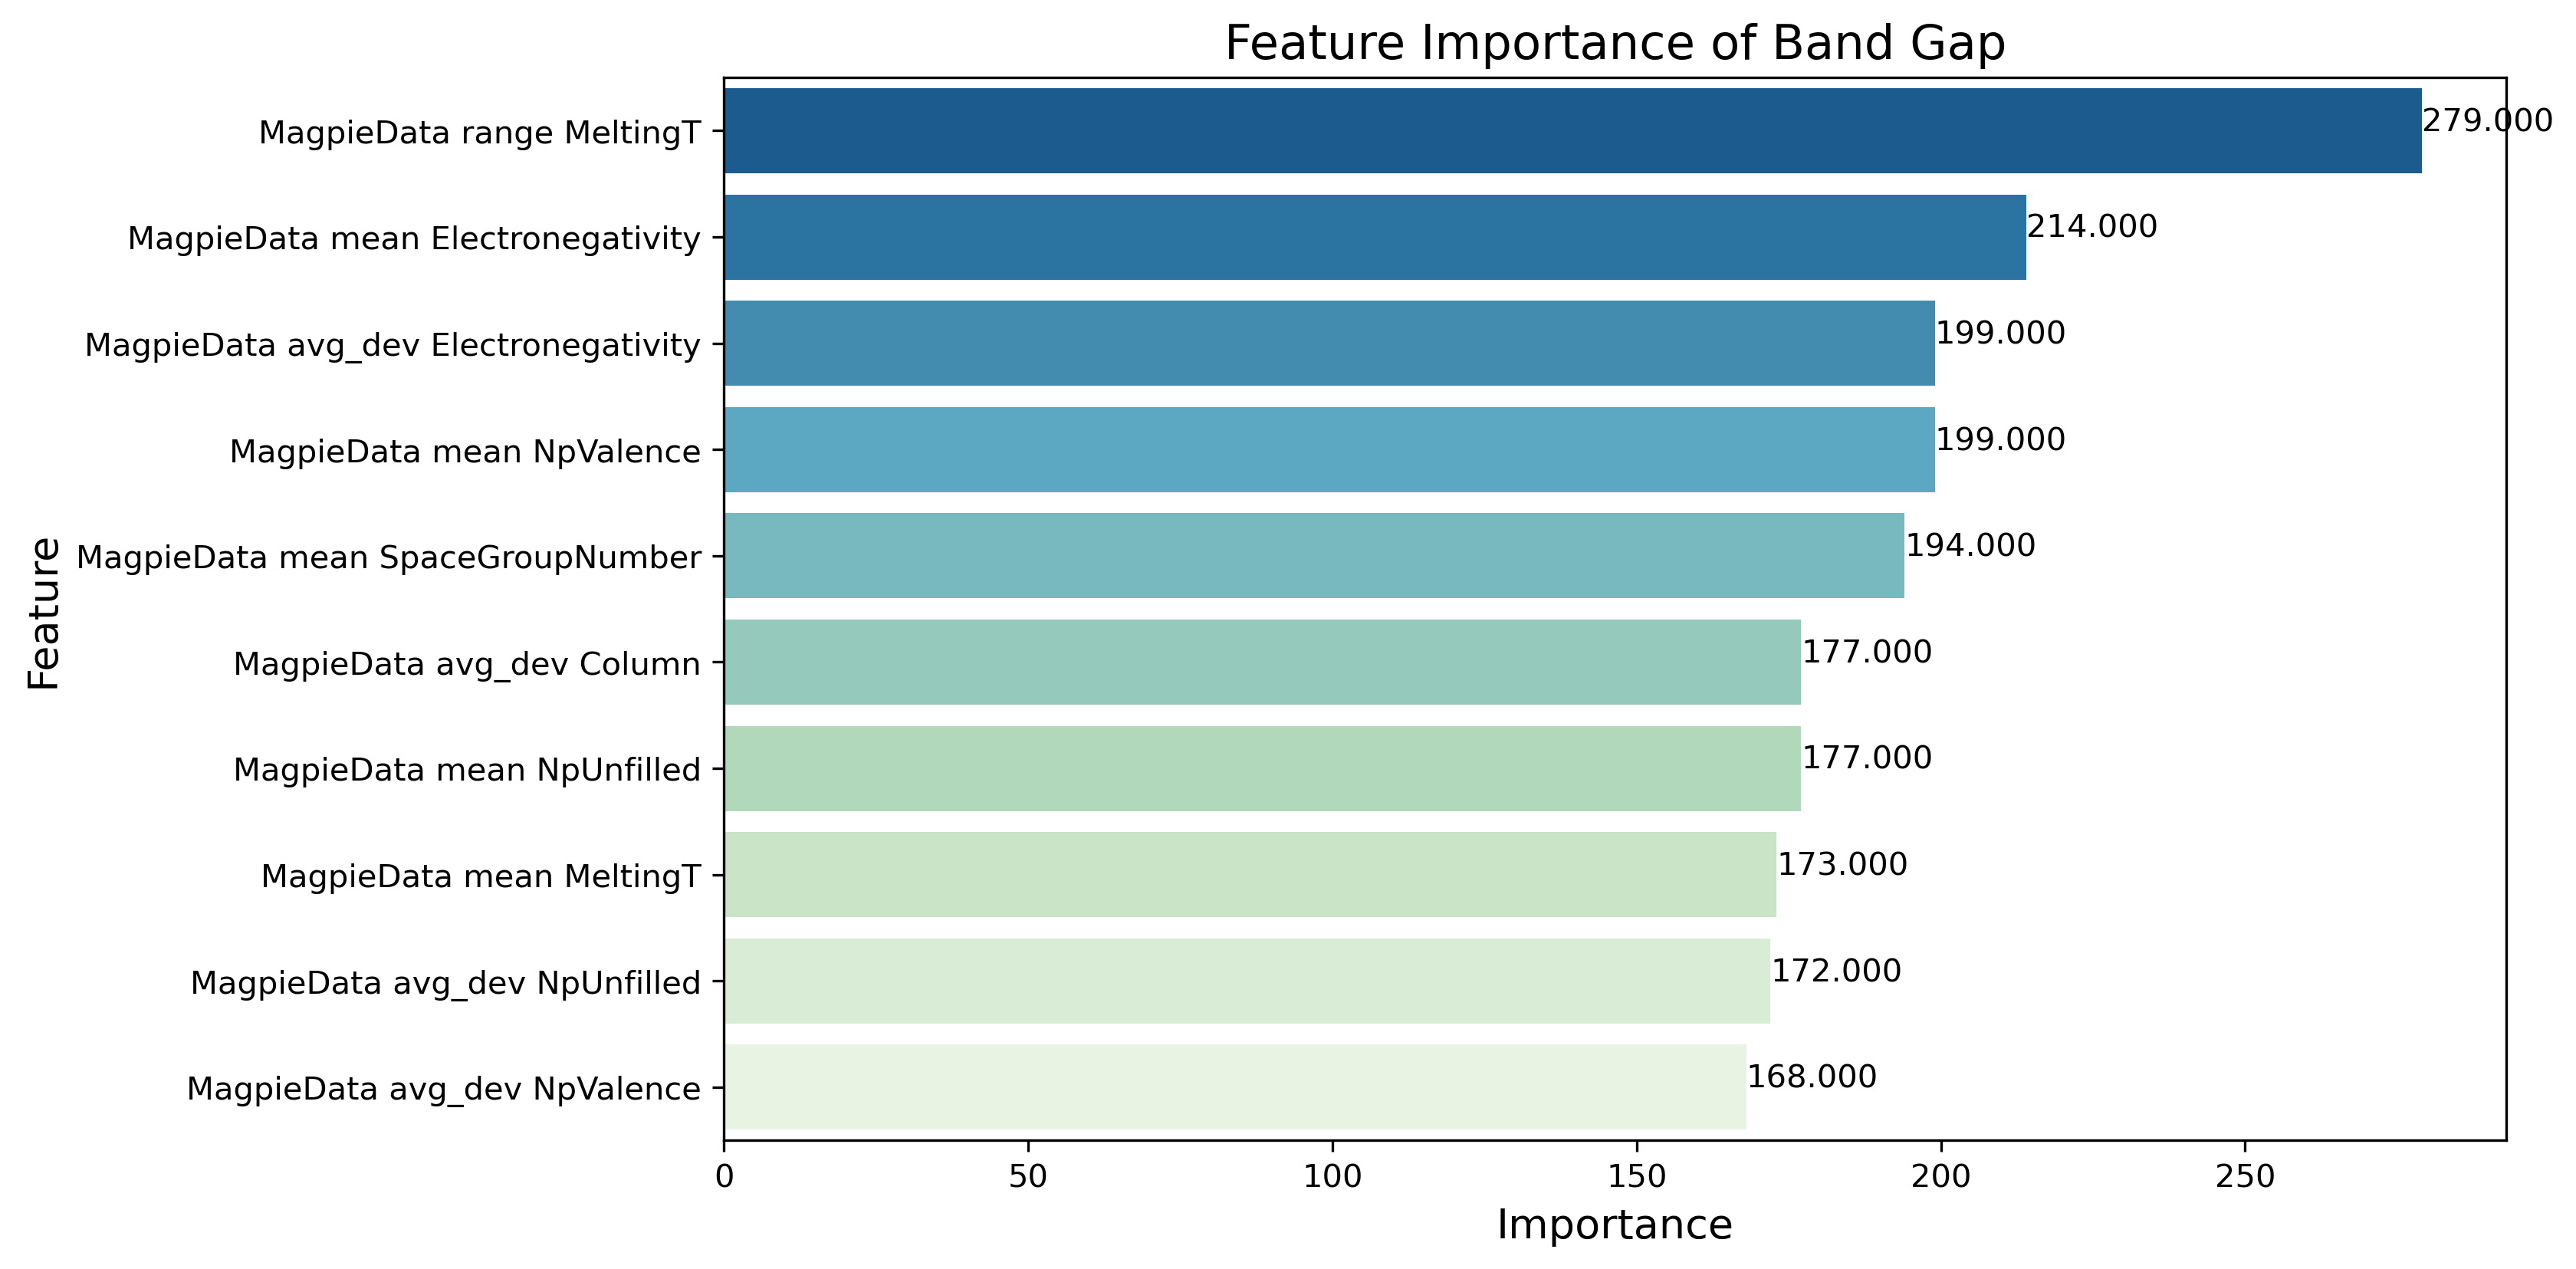 Feature Importance of Band Gap
MagpieData range MeltingT
279.000
MagpieData mean Electronegativity
214.000
MagpieData avg_dev Electronegativity
199.000
MagpieData mean NpValence
199.000
MagpieData mean SpaceGroupNumber
194.000
MagpieData avg_dev Column
177.000
MagpieData mean NpUnfilled
177.000
MagpieData mean MeltingT
173.000
MagpieData avg_dev NpUnfilled
172.000
MagpieData avg_dev NpValence
168.000
Feature
0 50 100 150 200 250
Importance